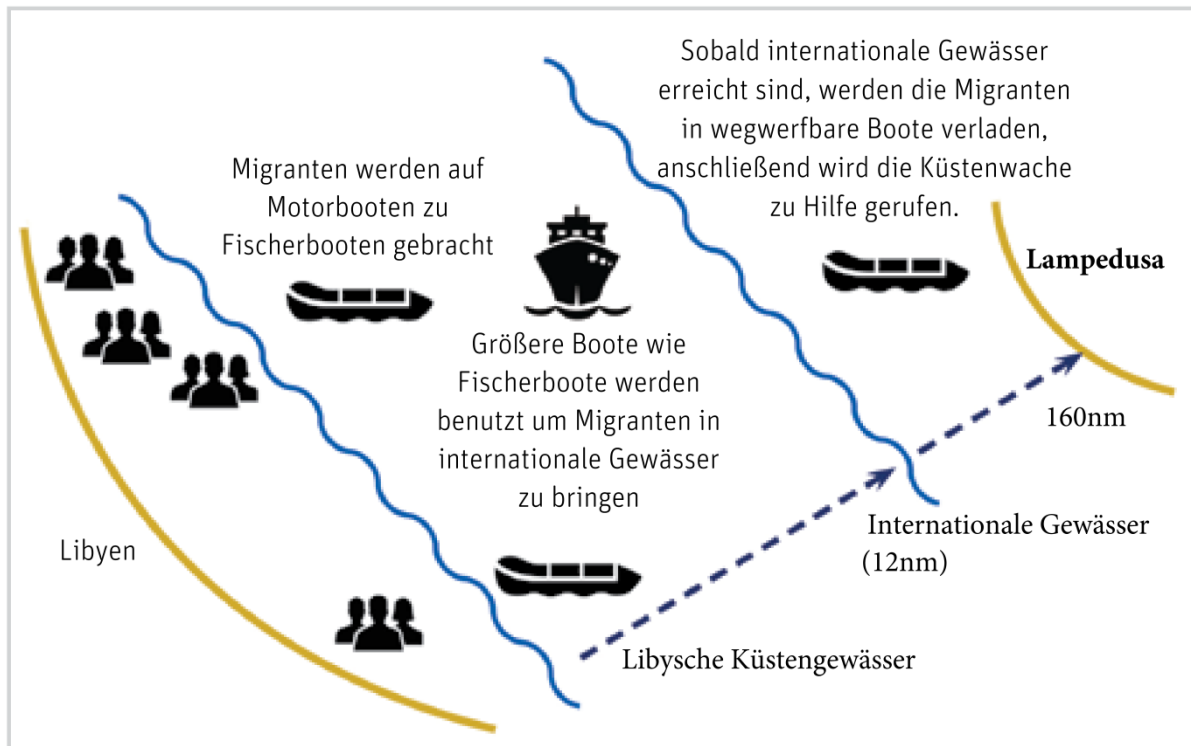 Sobald internationale Gewässer
erreicht sind, werden die Migranten
in wegwerfbare Boote verladen,
anschließend wird die Küstenwache
zu Hilfe gerufen.
Migranten werden auf
Motorbooten zu
Fischerbooten gebracht
Lampedusa
Größere Boote wie
Fischerboote werden
benutzt um Migranten in
internationale Gewässer
zu bringen
160nm
Internationale Gewässer
(12nm)
Libyen
Libysche Küstengewässer